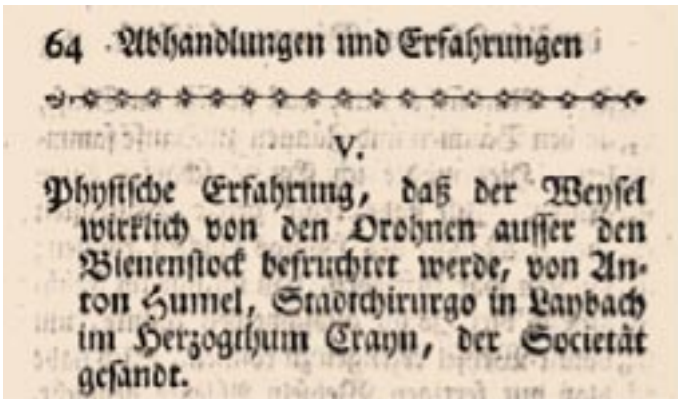 64 Abhandlungen und Erfahrungen
V.
Physische Erfahrung, daß der Weysel
wirklich von den Drohnen ausser den
Bienenstock befruchtet werde, von An-
ton Humel, Stadtchirurgo in Laybach
im Herzogthum Crayn, der Societät
gesandt.